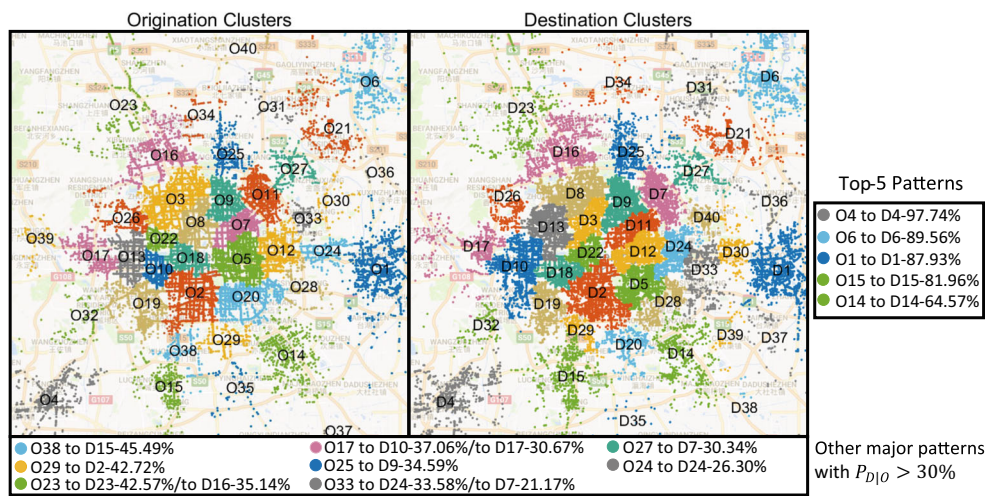 Origination Clusters
Destination Clusters
O40
O6
O23
O31
O34
O21
O16
O25
O27
O36
O3
O9
O11
O30
O26
O8
O33
O7
O39
O22
O12
O24
O17
O13
O18
O5
O1
O10
O2
O20
O28
O19
O32
O29
O38
O14
O15
O35
O4
O37
D6
D34
D31
D23
D21
D16
D25
D27
D8
D7
D36
D26
D9
D3
D40
D13
D11
D17
D22
D12
D24
D30
D10
D18
D33
D1
D2
D5
D19
D28
D32
D29
D39
D37
D20
D14
D15
D4
D38
D35
Top-5 Patterns
O4 to D4-97.74%
O6 to D6-89.56%
O1 to D1-87.93%
O15 to D15-81.96%
O14 to D14-64.57%
O38 to D15-45.49%
O29 to D2-42.72%
O23 to D23-42.57%/to D16-35.14%
O17 to D10-37.06%/to D17-30.67%
O25 to D9-34.59%
O33 to D24-33.58%/to D7-21.17%
O27 to D7-30.34%
O24 to D24-26.30%
Other major patterns
with P_{D|O} > 30%